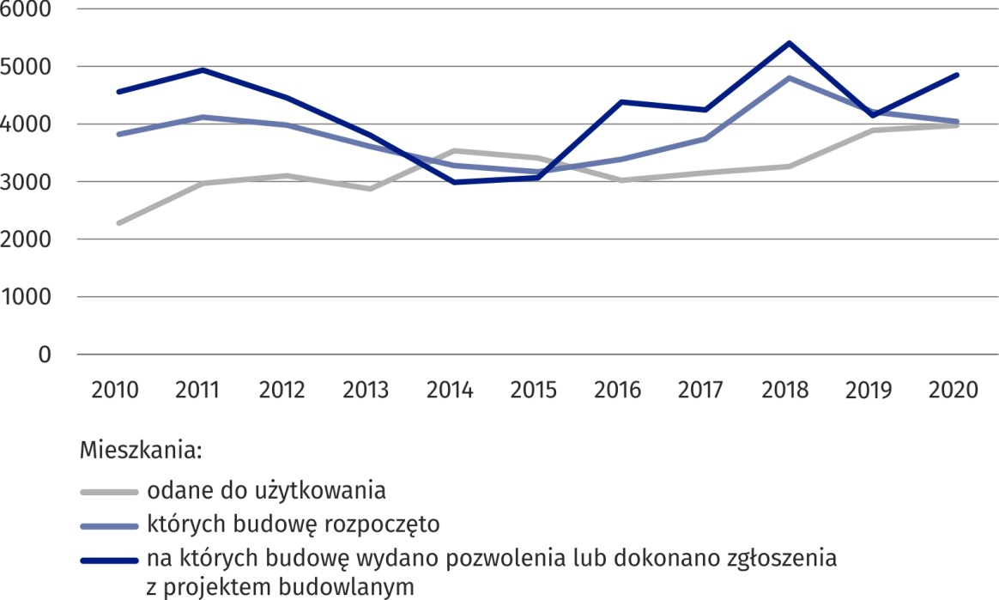 6000
5000
4000
3000
2000
1000
0
2010 2011 2012 2013 2014 2015 2016 2017 2018 2019 2020
Mieszkania:
odane do użytkowania
których budowę rozpoczęto
na których budowę wydano pozwolenia lub dokonano zgłoszenia
z projektem budowlanym